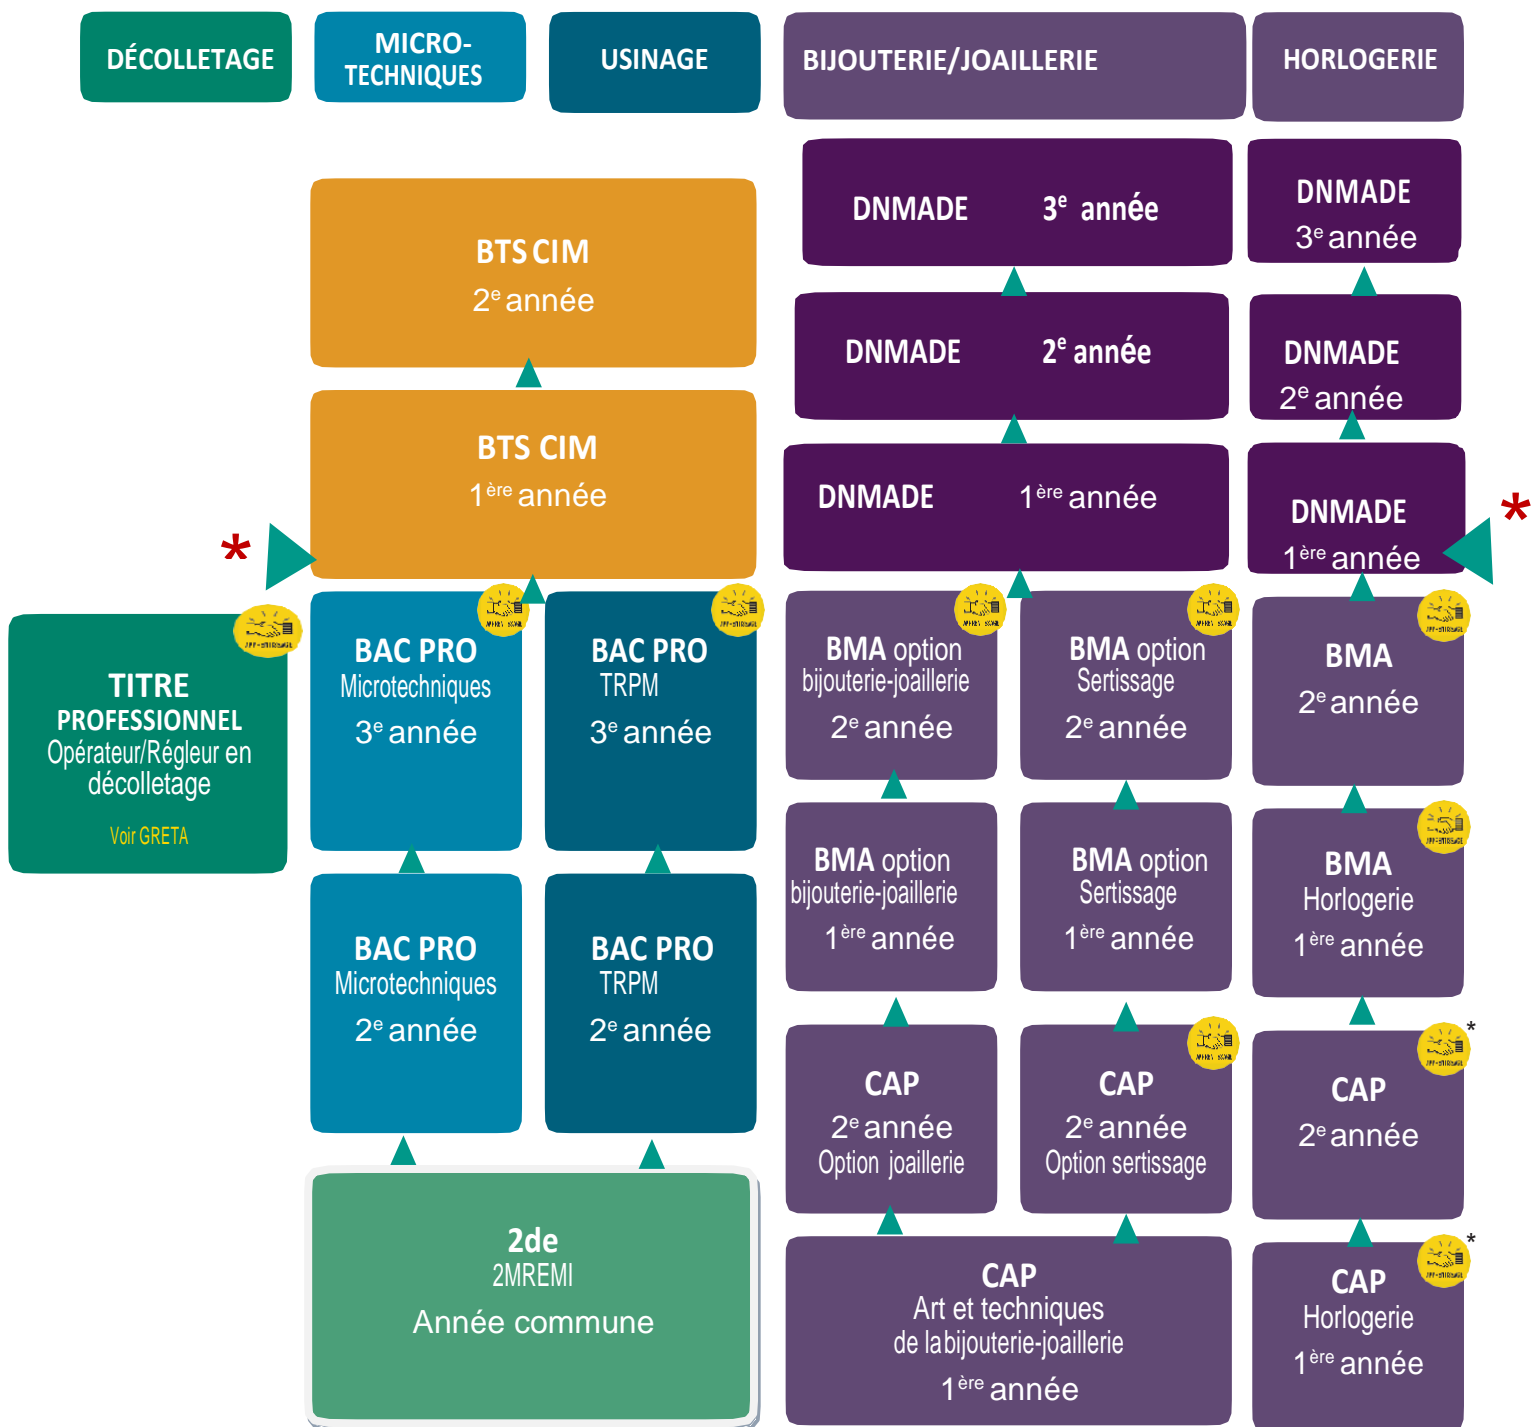 DÉCOLLETAGE
MICRO-
TECHNIQUES
USINAGE
BIJOUTERIE/JOAILLERIE
HORLOGERIE
BTS CIM
2e année
BTS CIM
1ère année
*
DNMADE 3e année
DNMADE 2e année
DNMADE 1ère année
DNMADE
3e année
DNMADE
2e année
DNMADE
1ère année
*
TITRE
PROFESSIONNEL
Opérateur/Régleur en
décolletage
Voir GRETA
BAC PRO
Microtechniques
3e année
BAC PRO
TRPM
3e année
BAC PRO
Microtechniques
2e année
BAC PRO
TRPM
2e année
2de
2MREMI
Année commune
BMA option
bijouterie-joaillerie
2e année
BMA option
Sertissage
2e année
BMA
2e année
BMA option
bijouterie-joaillerie
1ère année
BMA option
Sertissage
1ère année
BMA
Horlogerie
1ère année
CAP
2e année
Option joaillerie
CAP
2e année
Option sertissage
*
CAP
2e année
CAP
Art et techniques
de la bijouterie-joaillerie
1ère année
*
CAP
Horlogerie
1ère année